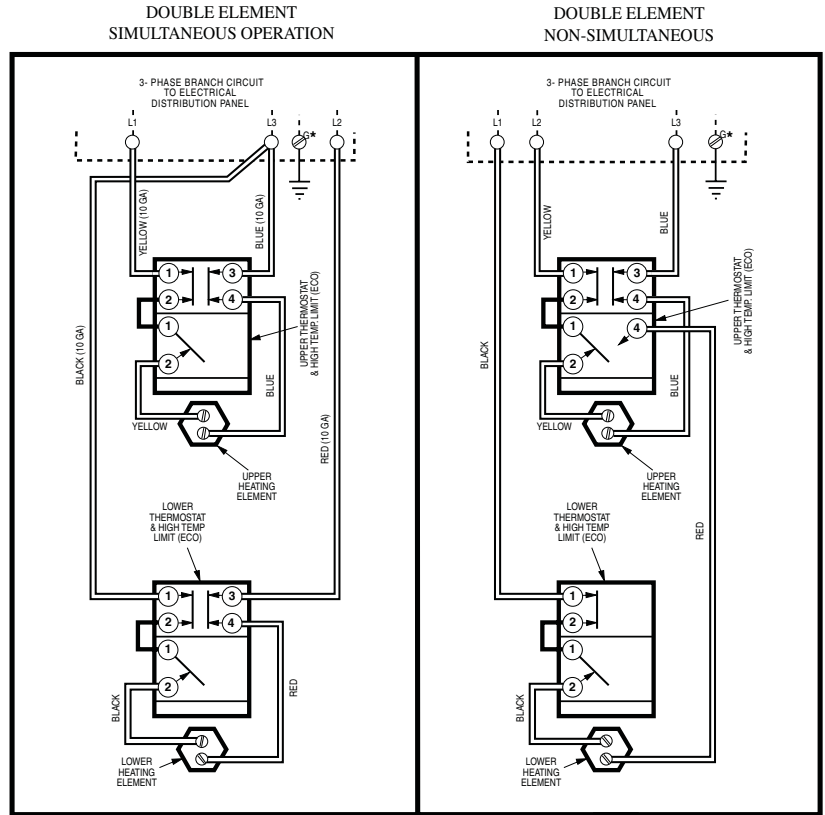 DOUBLE ELEMENT
SIMULTANEOUS OPERATION
3- PHASE BRANCH CIRCUIT
TO ELECTRICAL
DISTRIBUTION PANEL
L1
L3
G*
L2
YELLOW (10 GA)
BLUE (10 GA)
1
3
2
4
1
2
UPPER THERMOSTAT
& HIGH TEMP. LIMIT (ECO)
BLACK (10 GA)
BLUE
RED (10 GA)
YELLOW
UPPER
HEATING
ELEMENT
LOWER
THERMOSTAT
& HIGH TEMP
LIMIT (ECO)
1
3
2
4
1
2
BLACK
RED
LOWER
HEATING
ELEMENT
DOUBLE ELEMENT
NON-SIMULTANEOUS
3- PHASE BRANCH CIRCUIT
TO ELECTRICAL
DISTRIBUTION PANEL
L1
L2
L3
G*
YELLOW
BLUE
1
3
2
4
1
4
2
UPPER THERMOSTAT
& HIGH TEMP. LIMIT (ECO)
BLACK
BLUE
YELLOW
UPPER
HEATING
ELEMENT
RED
LOWER
THERMOSTAT
& HIGH TEMP
LIMIT (ECO)
1
2
1
2
BLACK
LOWER
HEATING
ELEMENT